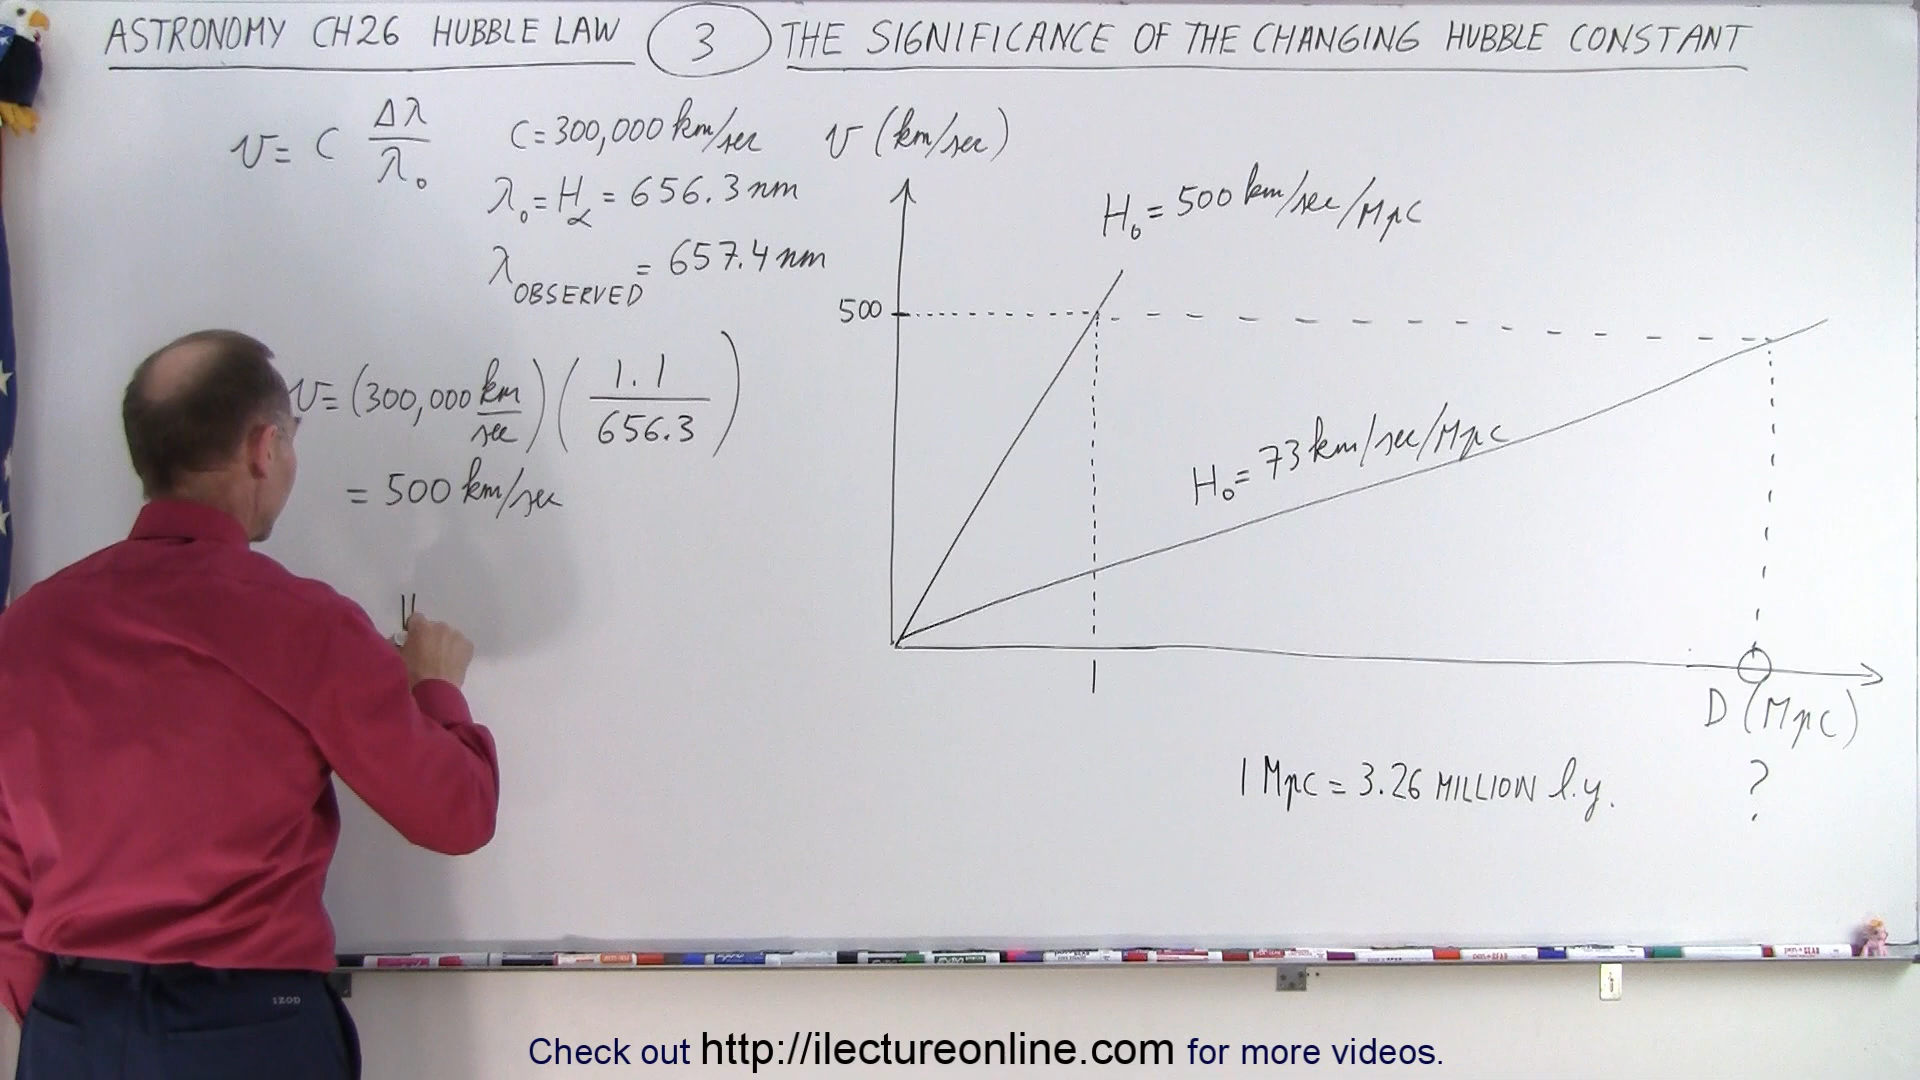 ASTRONOMY CH26 HUBBLE LAW 3 THE SIGNIFICANCE OF THE CHANGING HUBBLE CONSTANT
v = C Δλ/λ₀
C = 300,000 km/sec
λ₀ = Hα = 656.3 nm
λ OBSERVED = 657.4 nm
v = (300,000 km/sec) (1.1/656.3)
= 500 km/sec
v (km/sec)
H₀ = 500 km/sec/Mpc
500
H₀ = 73 km/sec/Mpc
1
D (Mpc)
1 Mpc = 3.26 MILLION l.y.
?
IZOD
Check out http://ilectureonline.com for more videos.